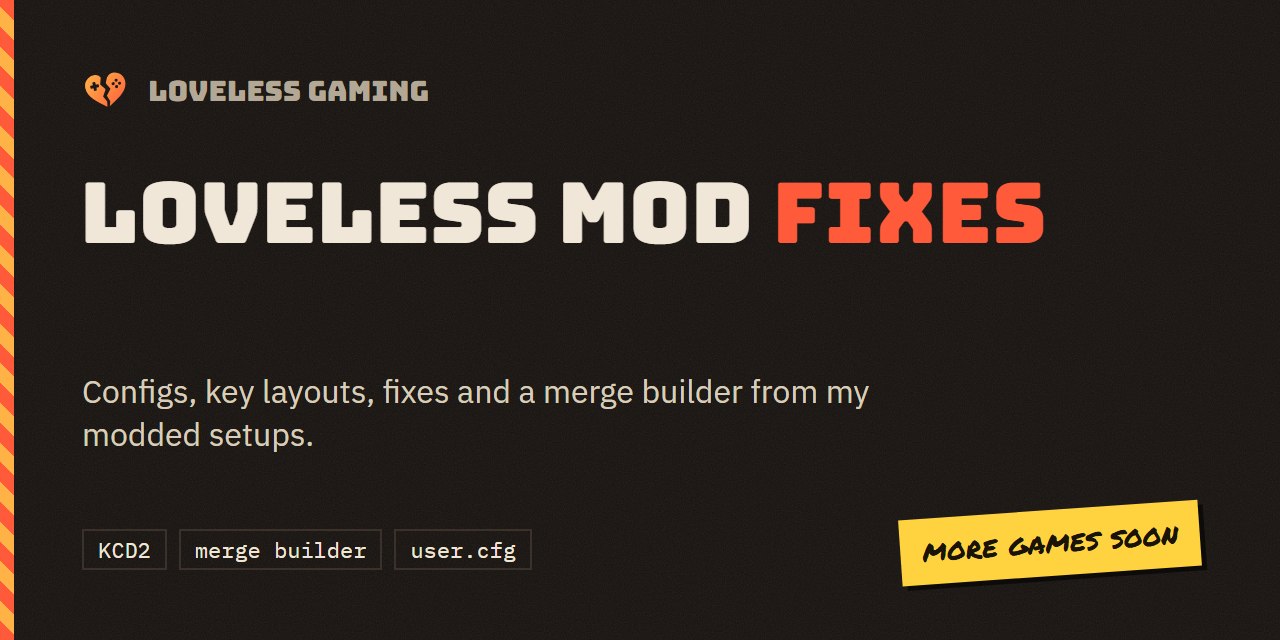 LOVELESS GAMING
LOVELESS MOD FIXES
Configs, key layouts, fixes and a merge builder from my
modded setups.
KCD2
merge builder
user.cfg
MORE GAMES SOON